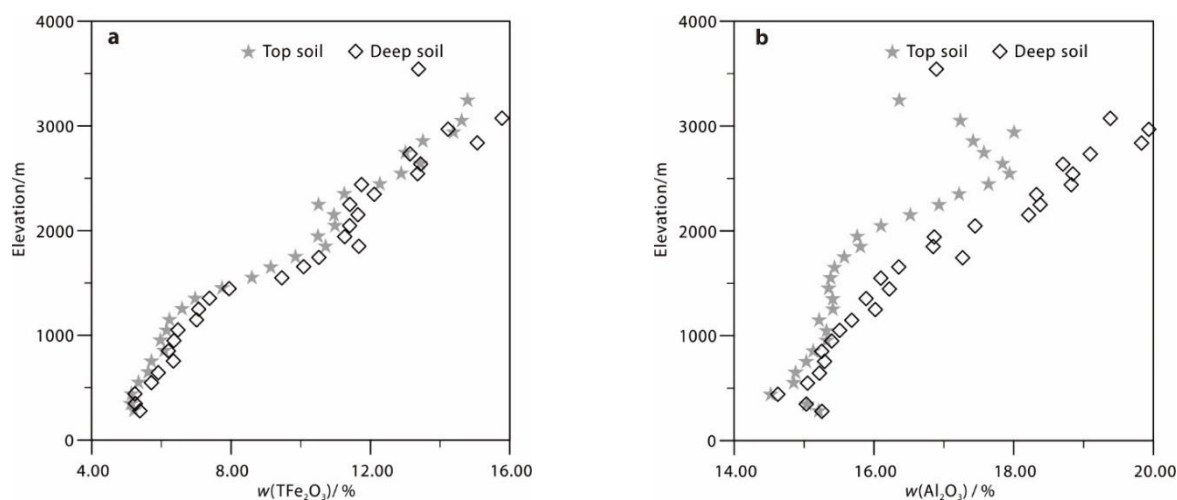 a
Top soil
Deep soil
4000
3000
2000
1000
0
Elevation/m
4.00
8.00
12.00
16.00
w(TFe₂O₃)/ %
b
Top soil
Deep soil
4000
3000
2000
1000
0
Elevation/m
14.00
16.00
18.00
20.00
w(Al₂O₃)/ %